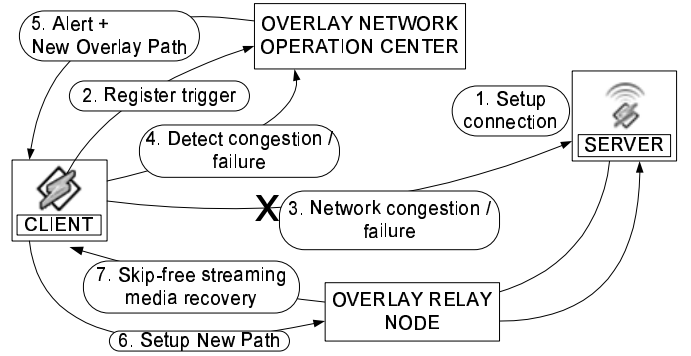 5. Alert +
New Overlay Path
OVERLAY NETWORK
OPERATION CENTER
2. Register trigger
1. Setup
connection
4. Detect congestion /
failure
SERVER
CLIENT
X
3. Network congestion /
failure
7. Skip-free streaming
media recovery
OVERLAY RELAY
NODE
6. Setup New Path